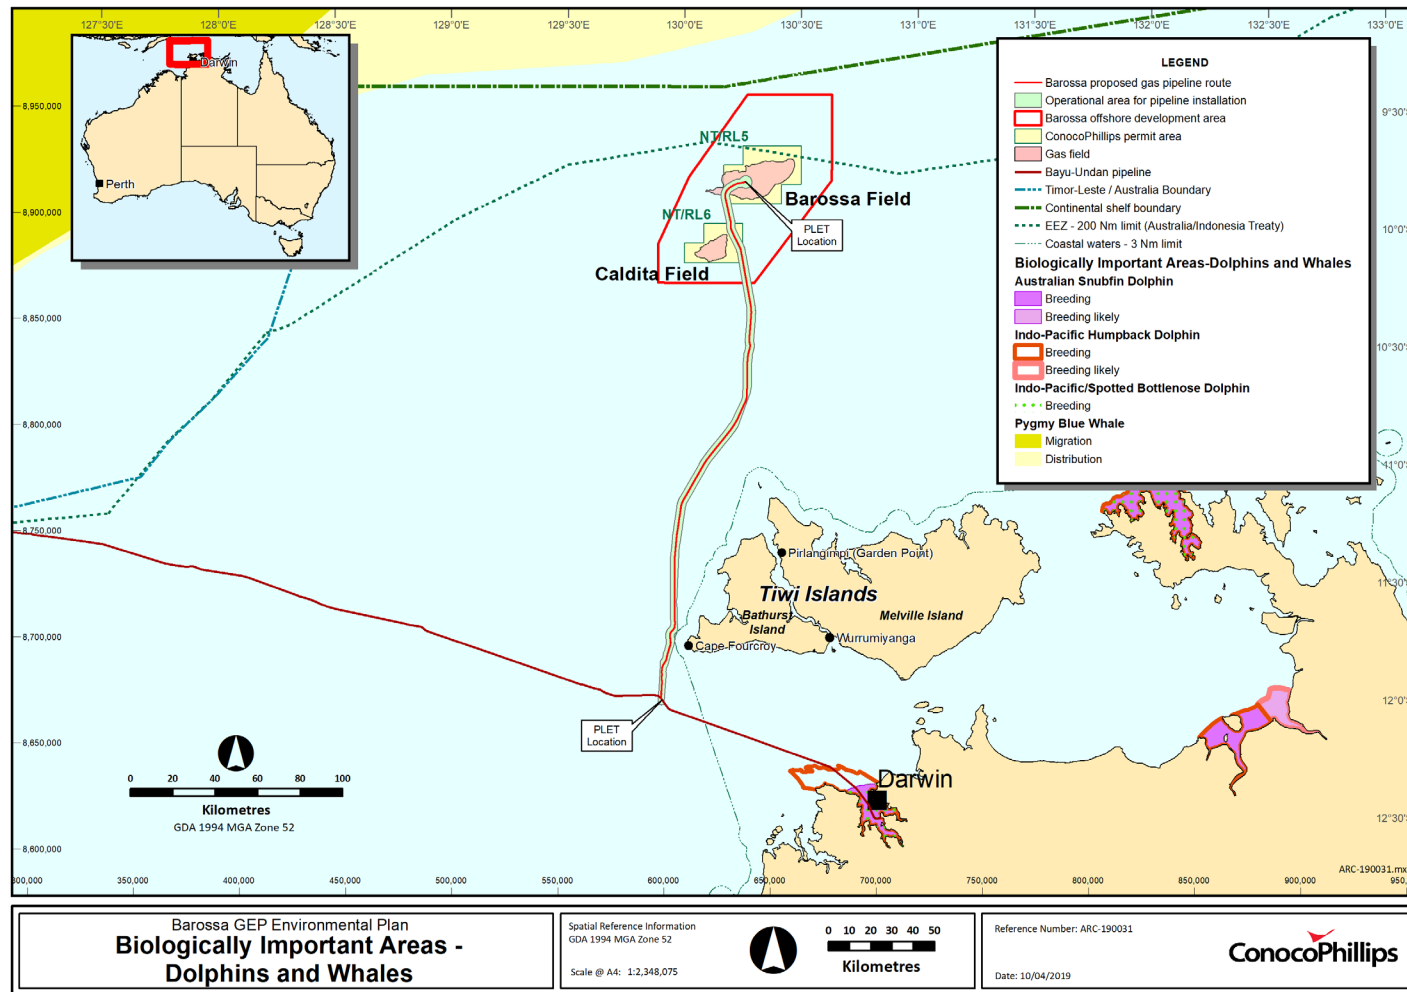 127°30'0"E
128°0'0"E
128°30'0"E
129°0'0"E
129°30'0"E
130°0'0"E
130°30'0"E
131°0'0"E
131°30'0"E
132°0'0"E
132°30'0"E
133°0'
Darwin
Perth
8,950,000
8,900,000
8,850,000
8,800,000
8,750,000
8,700,000
8,650,000
8,600,000
NT/RL5
Barossa Field
NT/RL6
PLET
Location
Caldita Field
LEGEND
Barossa proposed gas pipeline route
Operational area for pipeline installation
Barossa offshore development area
ConocoPhillips permit area
Gas field
Bayu-Undan pipeline
Timor-Leste / Australia Boundary
Continental shelf boundary
EEZ - 200 Nm limit (Australia/Indonesia Treaty)
Coastal waters - 3 Nm limit
Biologically Important Areas-Dolphins and Whales
Australian Snubfin Dolphin
Breeding
Breeding likely
Indo-Pacific Humpback Dolphin
Breeding
Breeding likely
Indo-Pacific/Spotted Bottlenose Dolphin
Breeding
Pygmy Blue Whale
Migration
Distribution
9°30'
10°0'
10°30'
11°0'
11°30'
12°0'
12°30'
Pirlangimpi (Garden Point)
Tiwi Islands
Bathurst
Island
Melville Island
Wurrumiyanga
Cape Fourcroy
PLET
Location
Darwin
0 20 40 60 80 100
Kilometres
GDA 1994 MGA Zone 52
ARC-190031.mx
300,000
350,000
400,000
450,000
500,000
550,000
600,000
650,000
700,000
750,000
800,000
850,000
900,000
950,
Barossa GEP Environmental Plan
Biologically Important Areas -
Dolphins and Whales
Spatial Reference Information
GDA 1994 MGA Zone 52
Scale @ A4: 1:2,348,075
0 10 20 30 40 50
Kilometres
Reference Number: ARC-190031
Date: 10/04/2019
ConocoPhillips